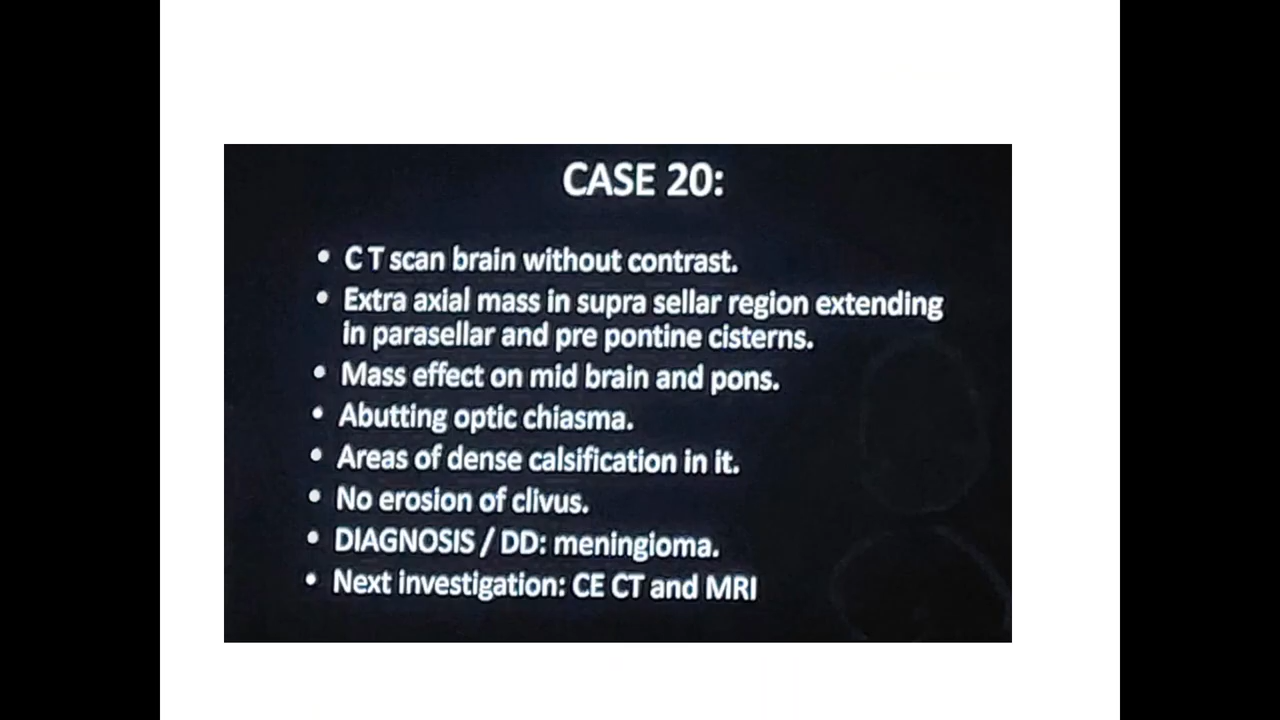 CASE 20:
• C T scan brain without contrast.
• Extra axial mass in supra sellar region extending
in parasellar and pre pontine cisterns.
• Mass effect on mid brain and pons.
• Abutting optic chiasma.
• Areas of dense calsification in it.
• No erosion of clivus.
• DIAGNOSIS / DD: meningioma.
• Next investigation: CE CT and MRI